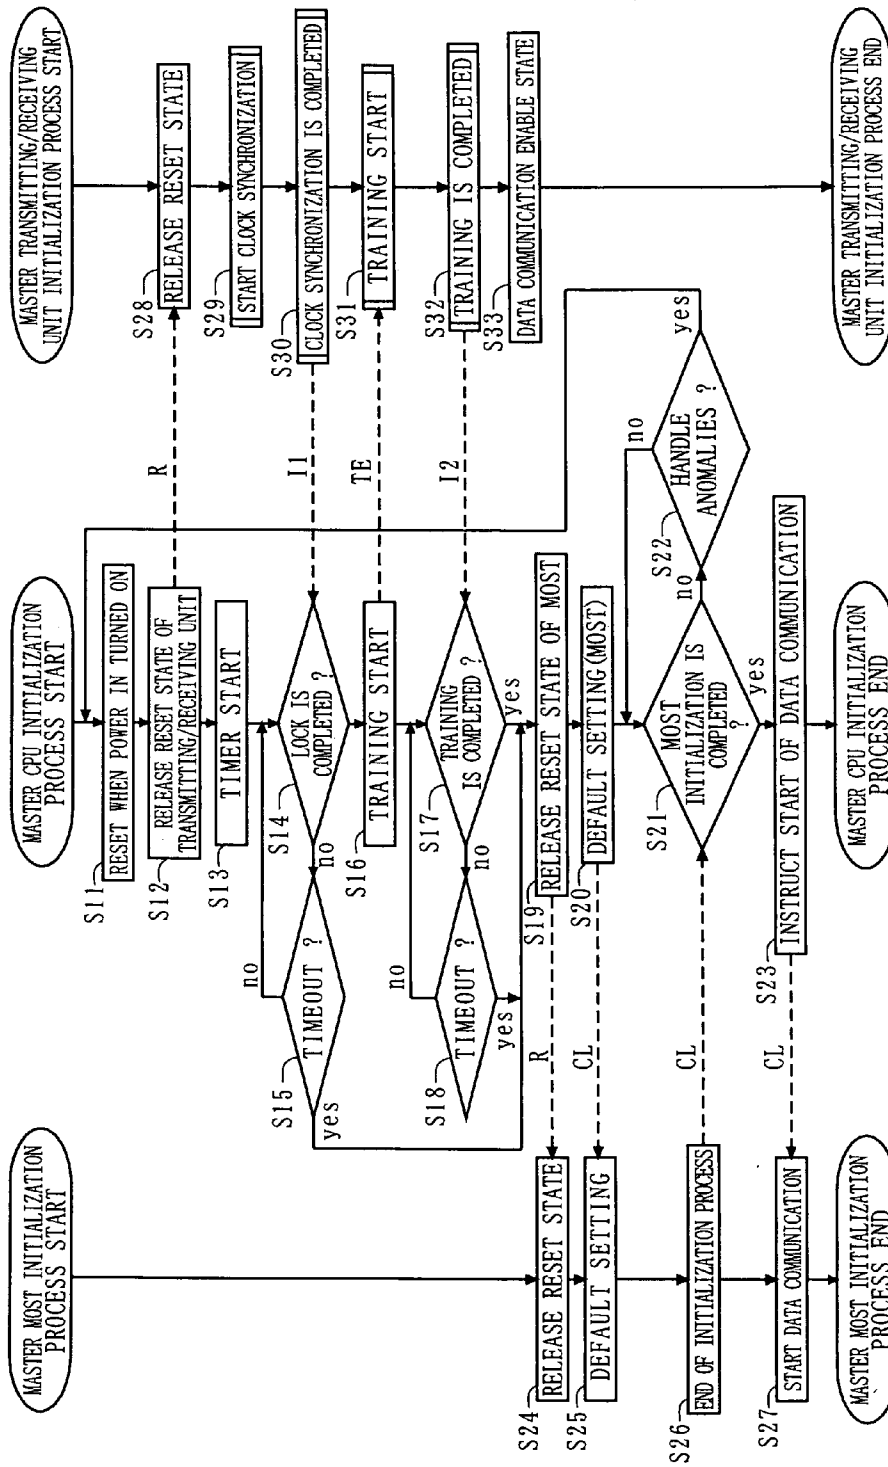 MASTER MOST INITIALIZATION
PROCESS START
S24
RELEASE RESET STATE
S25
DEFAULT SETTING
S26
END OF INITIALIZATION PROCESS
S27
START DATA COMMUNICATION
MASTER MOST INITIALIZATION
PROCESS END
R
CL
CL
CL
MASTER CPU INITIALIZATION
PROCESS START
S11
RESET WHEN POWER IN TURNED ON
S12
RELEASE RESET STATE OF
TRANSMITTING/RECEIVING UNIT
S13
TIMER START
S14
LOCK IS
COMPLETED ?
no
S15
TIMEOUT ?
no
yes
S16
TRAINING START
S17
TRAINING
IS COMPLETED ?
no
yes
S18
TIMEOUT ?
no
yes
S19
RELEASE RESET STATE OF MOST
S20
DEFAULT SETTING(MOST)
S21
MOST
INITIALIZATION IS
COMPLETED
?
no
yes
S22
HANDLE
ANOMALIES ?
no
yes
S23
INSTRUCT START OF DATA COMMUNICATION
MASTER CPU INITIALIZATION
PROCESS END
R
I1
TE
I2
MASTER TRANSMITTING/RECEIVING
UNIT INITIALIZATION PROCESS START
S28
RELEASE RESET STATE
S29
START CLOCK SYNCHRONIZATION
S30
CLOCK SYNCHRONIZATION IS COMPLETED
S31
TRAINING START
S32
TRAINING IS COMPLETED
S33
DATA COMMUNICATION ENABLE STATE
MASTER TRANSMITTING/RECEIVING
UNIT INITIALIZATION PROCESS END